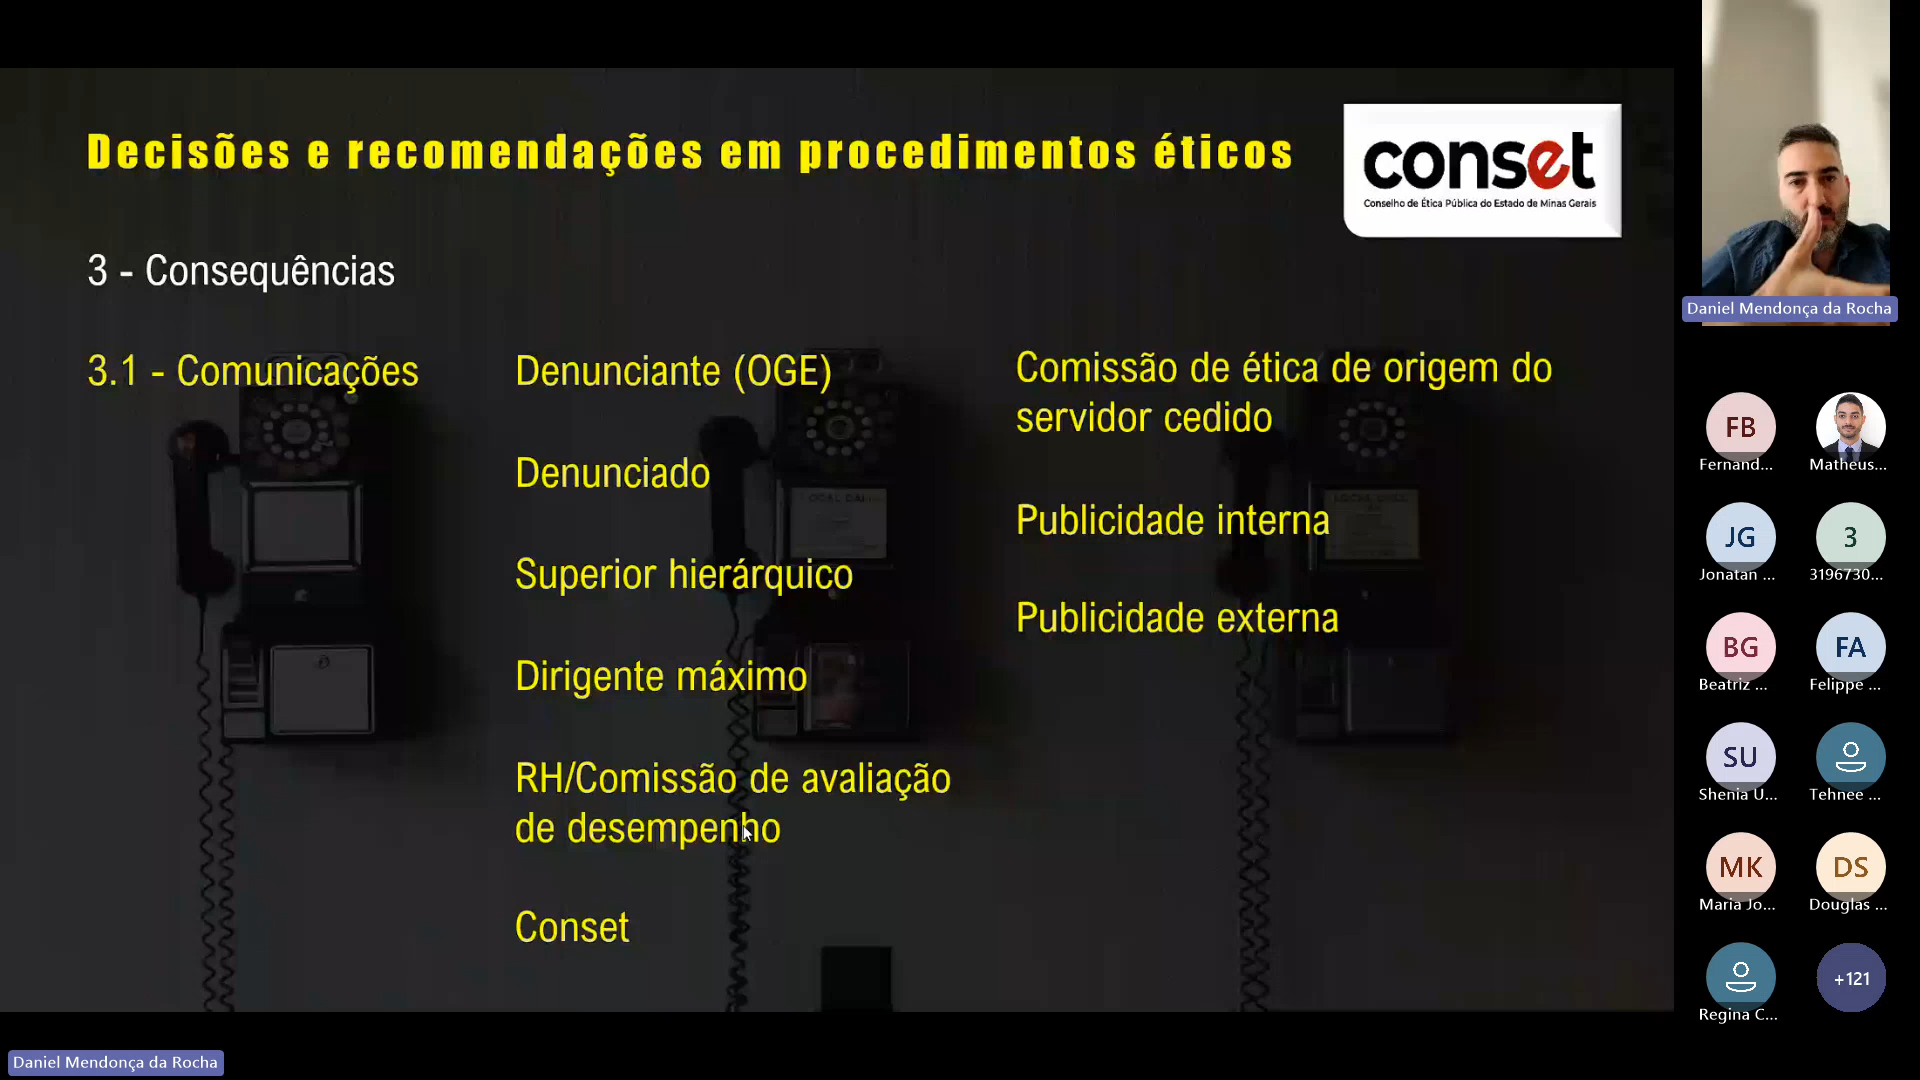 Decisões e recomendações em procedimentos éticos
conset
Conselho de Ética Pública do Estado de Minas Gerais
3 - Consequências
3.1 - Comunicações
Denunciante (OGE)
Denunciado
Superior hierárquico
Dirigente máximo
RH/Comissão de avaliação
de desempenho
Conset
Comissão de ética de origem do
servidor cedido
Publicidade interna
Publicidade externa
Daniel Mendonça da Rocha
FB
Fernand...
Matheus...
JG
Jonatan ...
3
3196730...
BG
Beatriz ...
FA
Felippe ...
SU
Shenia U...
Tehnee ...
MK
Maria Jo...
DS
Douglas ...
Regina C...
+121
Daniel Mendonça da Rocha